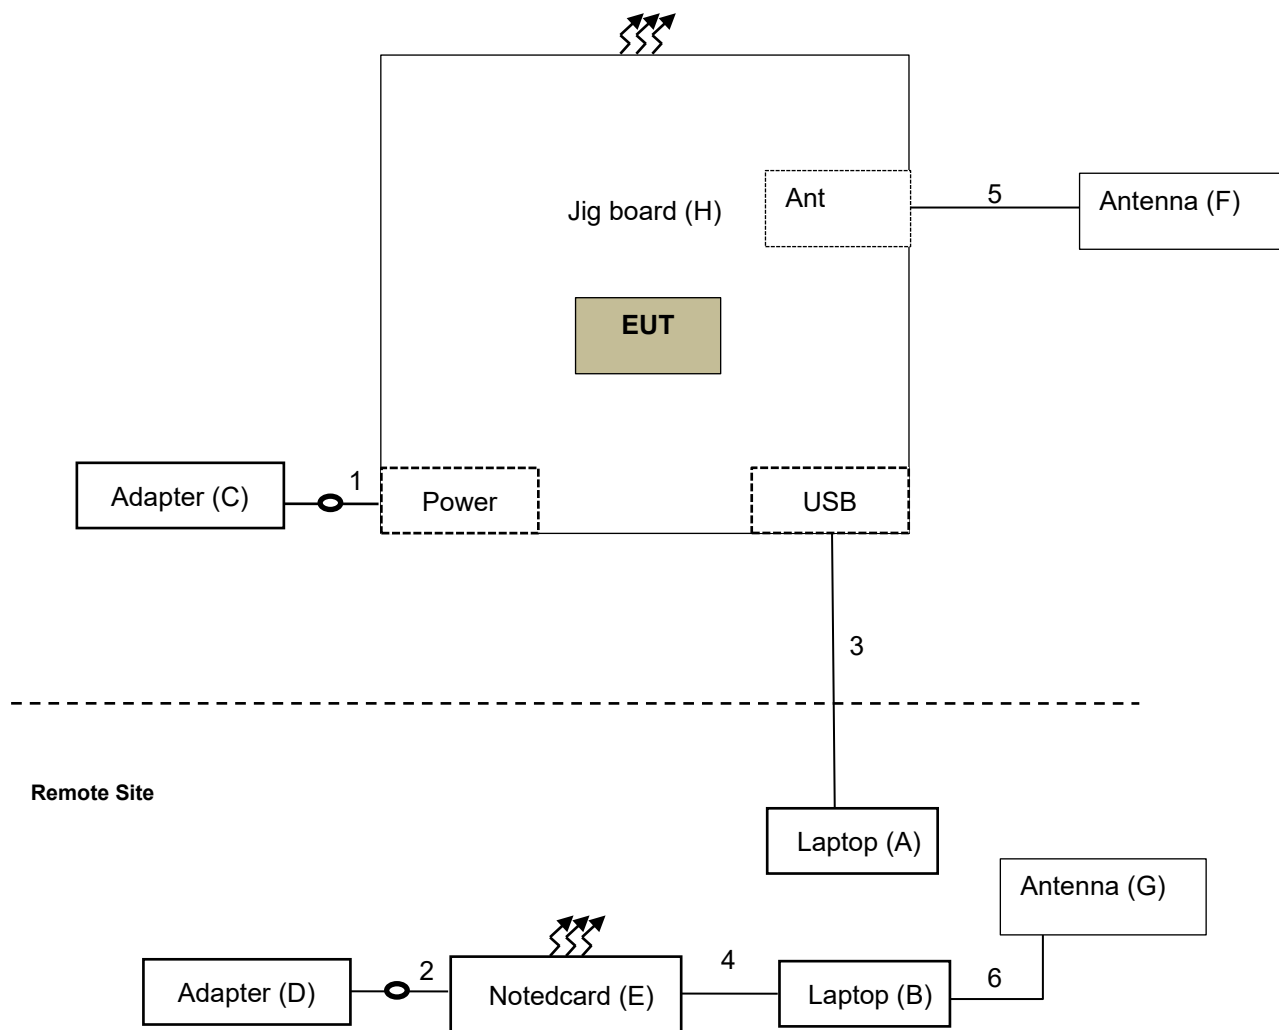 Ant
5
Antenna (F)
Jig board (H)
EUT
1
Adapter (C)
Power
USB
3
Remote Site
Laptop (A)
Antenna (G)
2
4
6
Adapter (D)
Notedcard (E)
Laptop (B)